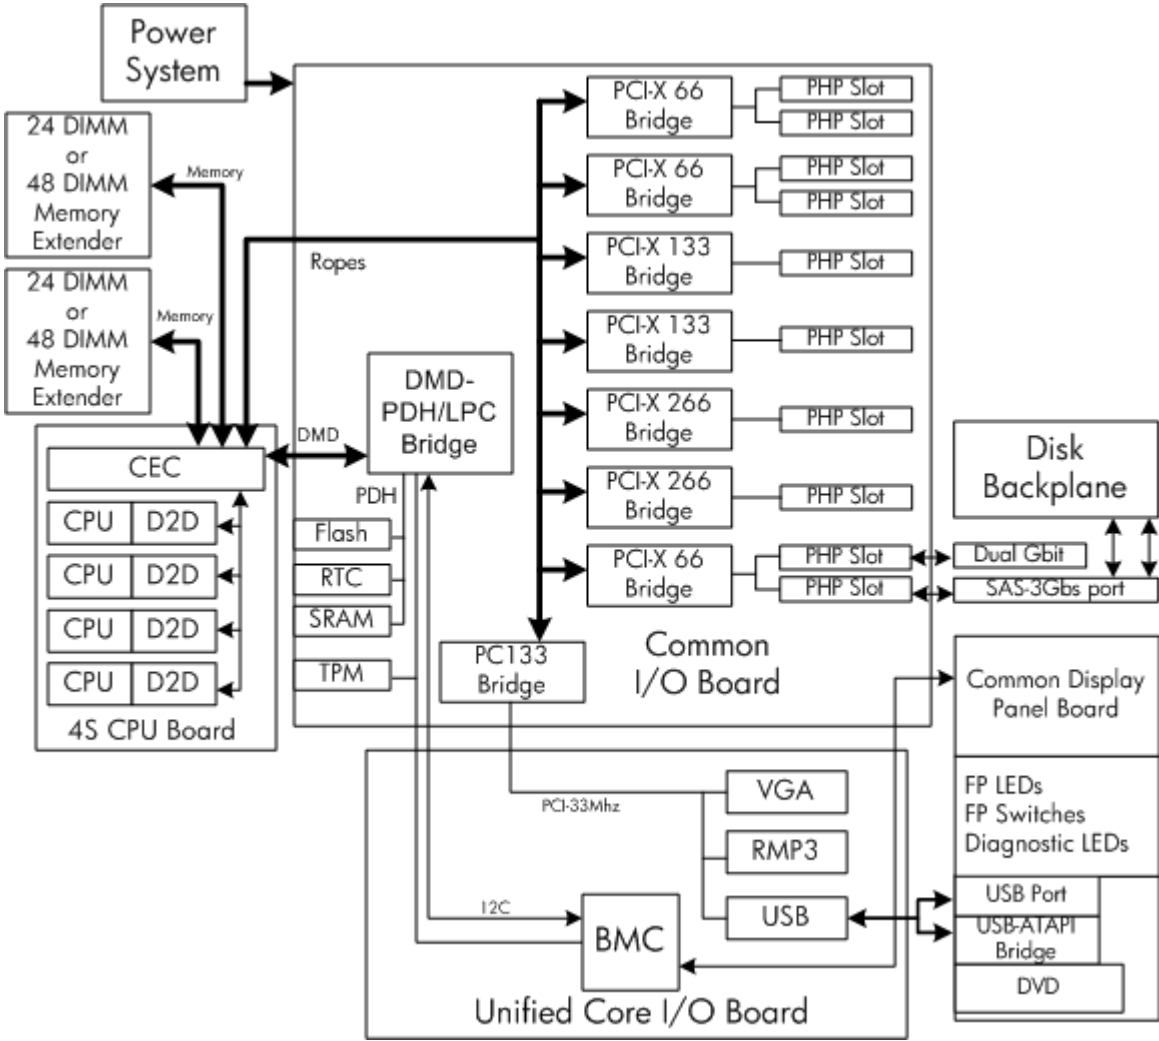 Power
System
24 DIMM
or
48 DIMM
Memory
Extender
Memory
24 DIMM
or
48 DIMM
Memory
Extender
Memory
Ropes
PCI-X 66
Bridge
PHP Slot
PHP Slot
PCI-X 66
Bridge
PHP Slot
PHP Slot
PCI-X 133
Bridge
PHP Slot
PCI-X 133
Bridge
PHP Slot
PCI-X 266
Bridge
PHP Slot
PCI-X 266
Bridge
PHP Slot
PCI-X 66
Bridge
PHP Slot
PHP Slot
DMD-
PDH/LPC
Bridge
DMD
PDH
CEC
CPU D2D
CPU D2D
CPU D2D
CPU D2D
4S CPU Board
Flash
RTC
SRAM
TPM
PC133
Bridge
Common
I/O Board
Disk
Backplane
Dual Gbit
SAS-3Gbs port
Common Display
Panel Board
FP LEDs
FP Switches
Diagnostic LEDs
USB Port
USB-ATAPI
Bridge
DVD
PCI-33Mhz
VGA
RMP3
USB
I2C
BMC
Unified Core I/O Board